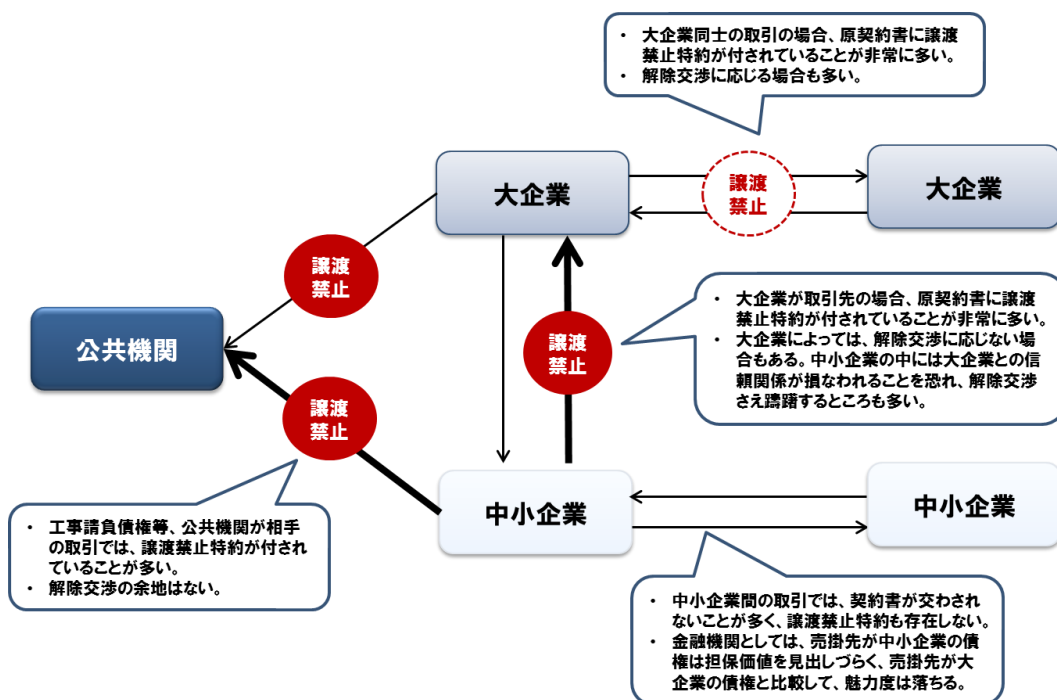 ・ 大企業同士の取引の場合、原契約書に譲渡
禁止特約が付されていることが非常に多い。
・ 解除交渉に応じる場合も多い。
大企業
譲渡
禁止
大企業
譲渡
禁止
・ 大企業が取引先の場合、原契約書に譲渡
禁止特約が付されていることが非常に多い。
・ 大企業によっては、解除交渉に応じない場
合もある。中小企業の中には大企業との信
頼関係が損なわれることを恐れ、解除交渉
さえ躊躇するところも多い。
公共機関
譲渡
禁止
譲渡
禁止
中小企業
中小企業
・ 工事請負債権等、公共機関が相手
の取引では、譲渡禁止特約が付され
ていることが多い。
・ 解除交渉の余地はない。
・ 中小企業間の取引では、契約書が交わされ
ないことが多く、譲渡禁止特約も存在しない。
・ 金融機関としては、売掛先が中小企業の債
権は担保価値を見出しづらく、売掛先が大
企業の債権と比較して、魅力度は落ちる。